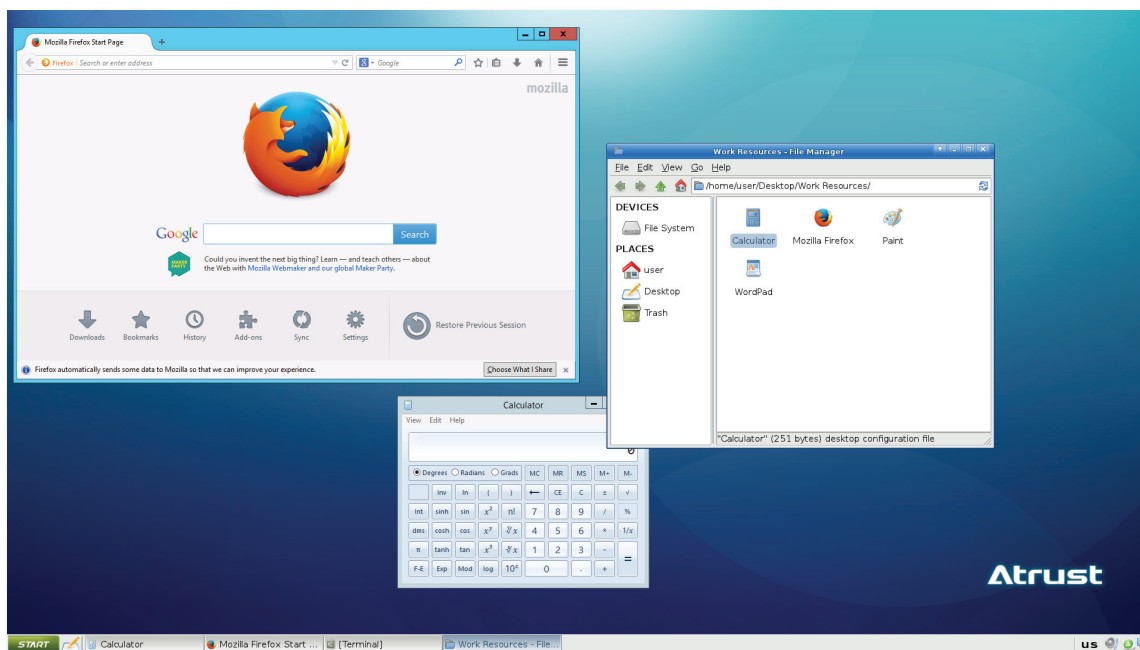 Mozilla Firefox Start Page
Firefox Search or enter address
Google
mozilla
Google
Search
MAKER PARTY
Could you invent the next big thing? Learn — and teach others — about
the Web with Mozilla Webmaker and our global Maker Party.
Downloads Bookmarks History Add-ons Sync Settings
Restore Previous Session
Firefox automatically sends some data to Mozilla so that we can improve your experience.
Choose What I Share
Work Resources - File Manager
File Edit View Go Help
/home/user/Desktop/Work Resources/
DEVICES
File System
PLACES
user
Desktop
Trash
Calculator Mozilla Firefox Paint
WordPad
"Calculator" (251 bytes) desktop configuration file
Calculator
View Edit Help
0
Degrees Radians Grads MC MR MS M+ M-
Inv ln ( ) ← CE C ± √
Int sinh sin x² n! 7 8 9 / %
dms cosh cos xʸ ʸ√x 4 5 6 * 1/x
π tanh tan x³ ³√x 1 2 3 - =
F-E Exp Mod log 10ˣ 0 . +
Atrust
START Calculator Mozilla Firefox Start ... [Terminal] Work Resources - File... us